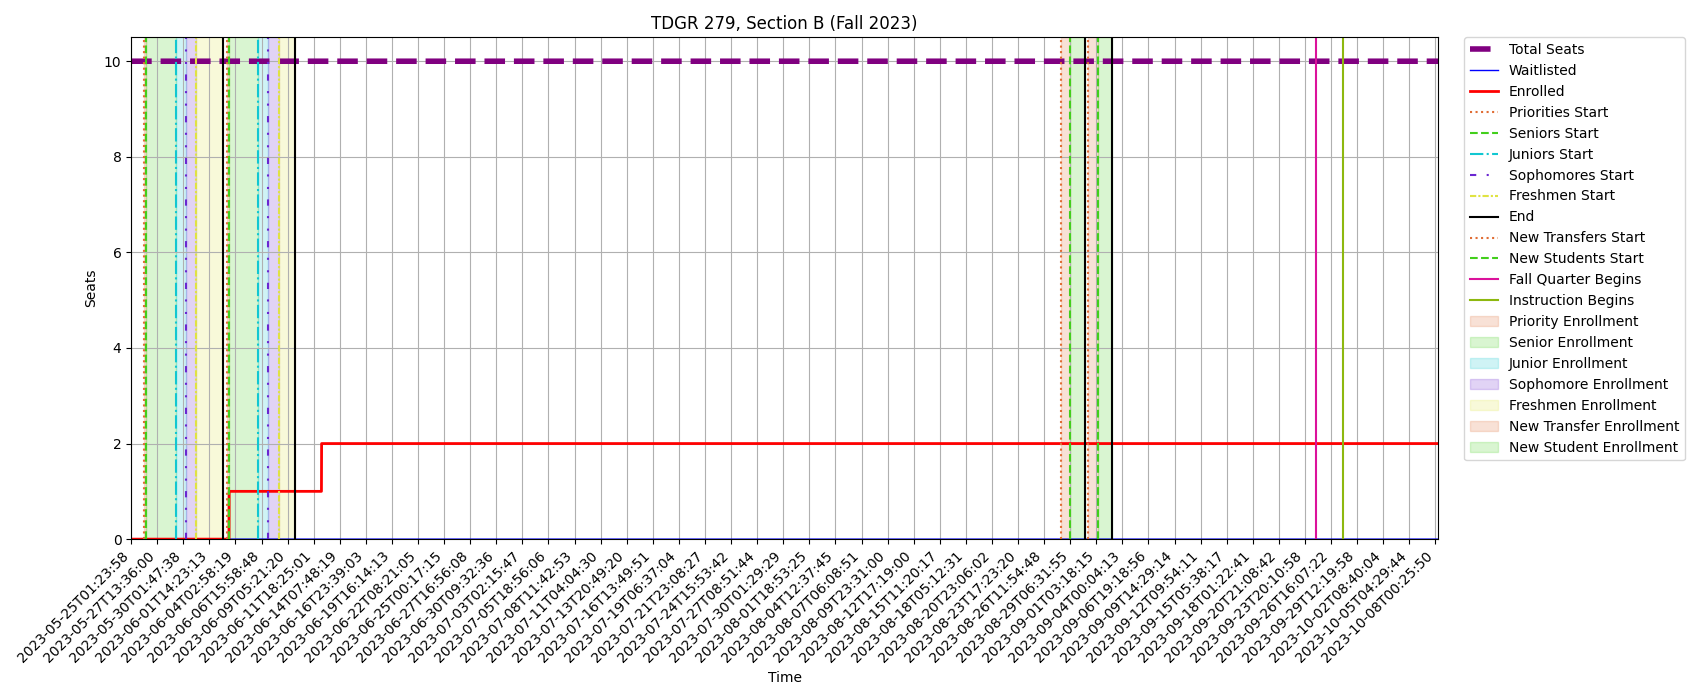 TDGR 279, Section B (Fall 2023)
Seats
10
8
6
4
2
0
2023-05-25T01:23:58
2023-05-27T13:36:00
2023-05-30T01:47:38
2023-06-01T14:23:13
2023-06-04T02:58:19
2023-06-06T15:58:48
2023-06-09T05:21:20
2023-06-11T18:25:01
2023-06-14T07:48:19
2023-06-16T23:39:03
2023-06-19T16:14:13
2023-06-22T08:21:05
2023-06-25T00:17:15
2023-06-27T16:56:08
2023-06-30T09:32:36
2023-07-03T02:15:47
2023-07-05T18:56:06
2023-07-08T11:42:53
2023-07-11T04:04:30
2023-07-13T20:49:20
2023-07-16T13:49:51
2023-07-19T06:37:04
2023-07-21T23:08:27
2023-07-24T15:53:42
2023-07-27T08:51:44
2023-07-30T01:29:29
2023-08-01T18:53:25
2023-08-04T12:37:45
2023-08-07T06:08:51
2023-08-09T23:31:00
2023-08-12T17:19:00
2023-08-15T11:20:17
2023-08-18T05:12:31
2023-08-20T23:06:02
2023-08-23T17:23:20
2023-08-26T11:54:48
2023-08-29T06:31:55
2023-09-01T03:18:15
2023-09-04T00:04:13
2023-09-06T19:18:56
2023-09-09T14:29:14
2023-09-12T09:54:11
2023-09-15T05:38:17
2023-09-18T01:22:41
2023-09-20T21:08:42
2023-09-23T20:10:58
2023-09-26T16:07:22
2023-09-29T12:19:58
2023-10-02T08:40:04
2023-10-05T04:29:44
2023-10-08T00:25:50
Time
Total Seats
Waitlisted
Enrolled
Priorities Start
Seniors Start
Juniors Start
Sophomores Start
Freshmen Start
End
New Transfers Start
New Students Start
Fall Quarter Begins
Instruction Begins
Priority Enrollment
Senior Enrollment
Junior Enrollment
Sophomore Enrollment
Freshmen Enrollment
New Transfer Enrollment
New Student Enrollment